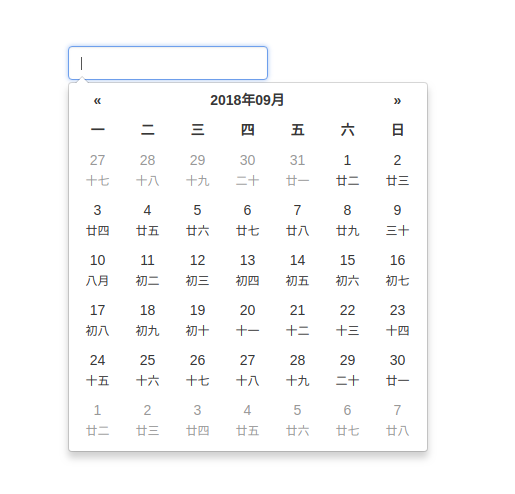 « 2018年09月 »
一 二 三 四 五 六 日
27 28 29 30 31 1 2
十七 十八 十九 二十 廿一 廿二 廿三
3 4 5 6 7 8 9
廿四 廿五 廿六 廿七 廿八 廿九 三十
10 11 12 13 14 15 16
八月 初二 初三 初四 初五 初六 初七
17 18 19 20 21 22 23
初八 初九 初十 十一 十二 十三 十四
24 25 26 27 28 29 30
十五 十六 十七 十八 十九 二十 廿一
1 2 3 4 5 6 7
廿二 廿三 廿四 廿五 廿六 廿七 廿八